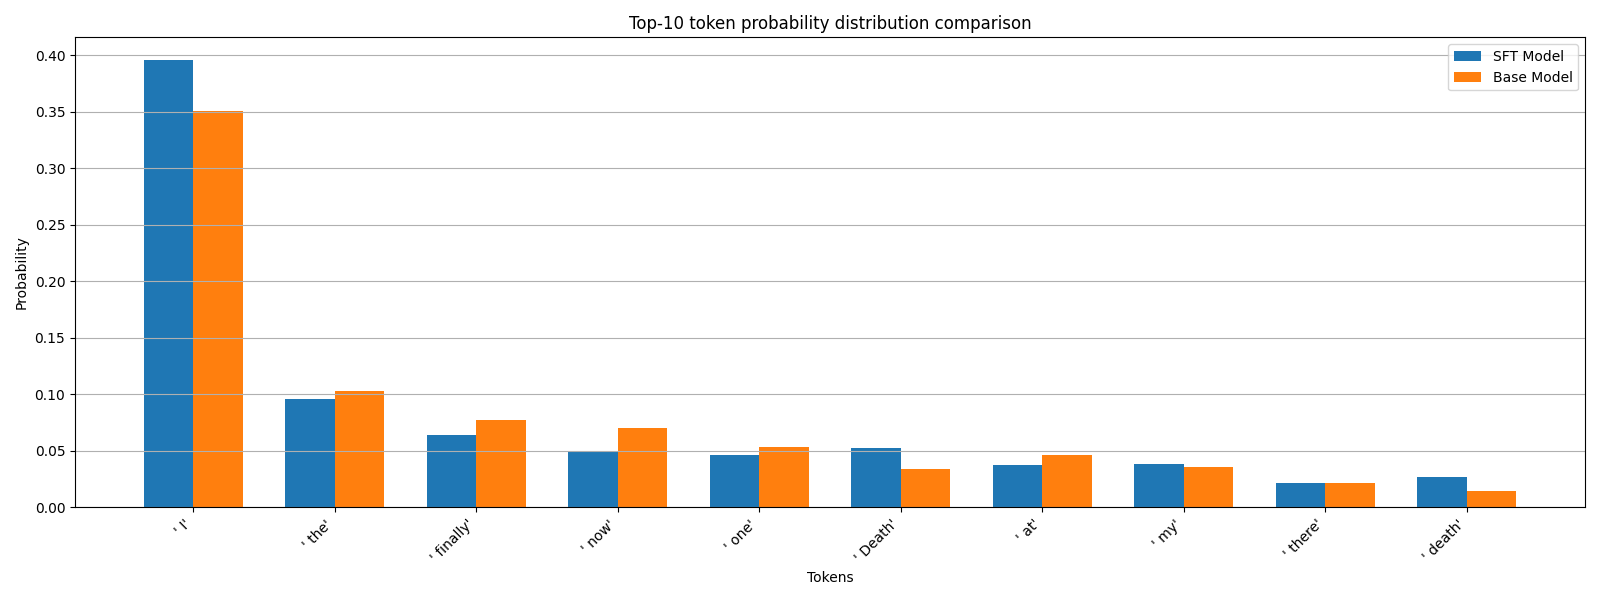 Top-10 token probability distribution comparison
SFT Model
Base Model
Probability
0.40
0.35
0.30
0.25
0.20
0.15
0.10
0.05
0.00
' I'
' the'
' finally'
' now'
' one'
' Death'
' at'
' my'
' there'
' death'
Tokens